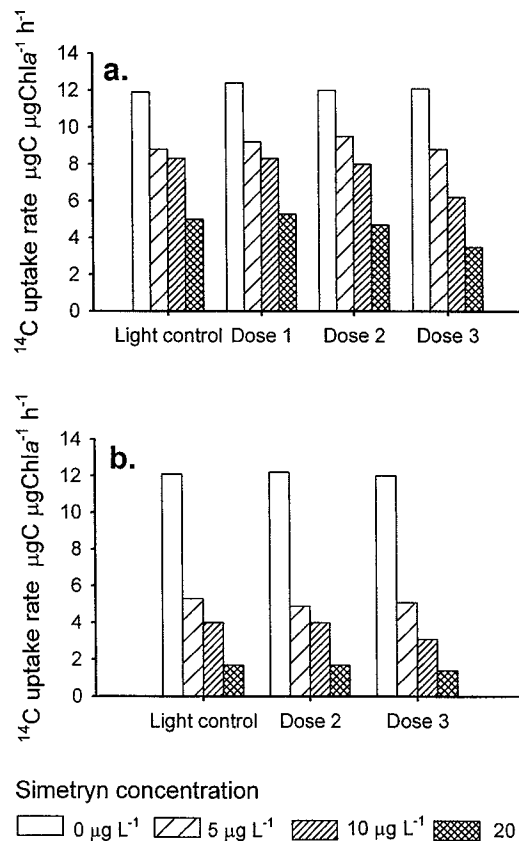 a.
¹⁴C uptake rate µgC µgChla⁻¹ h⁻¹
14
12
10
8
6
4
2
0
Light control Dose 1 Dose 2 Dose 3
b.
¹⁴C uptake rate µgC µgChla⁻¹ h⁻¹
14
12
10
8
6
4
2
0
Light control Dose 2 Dose 3
Simetryn concentration
0 µg L⁻¹ 5 µg L⁻¹ 10 µg L⁻¹ 20